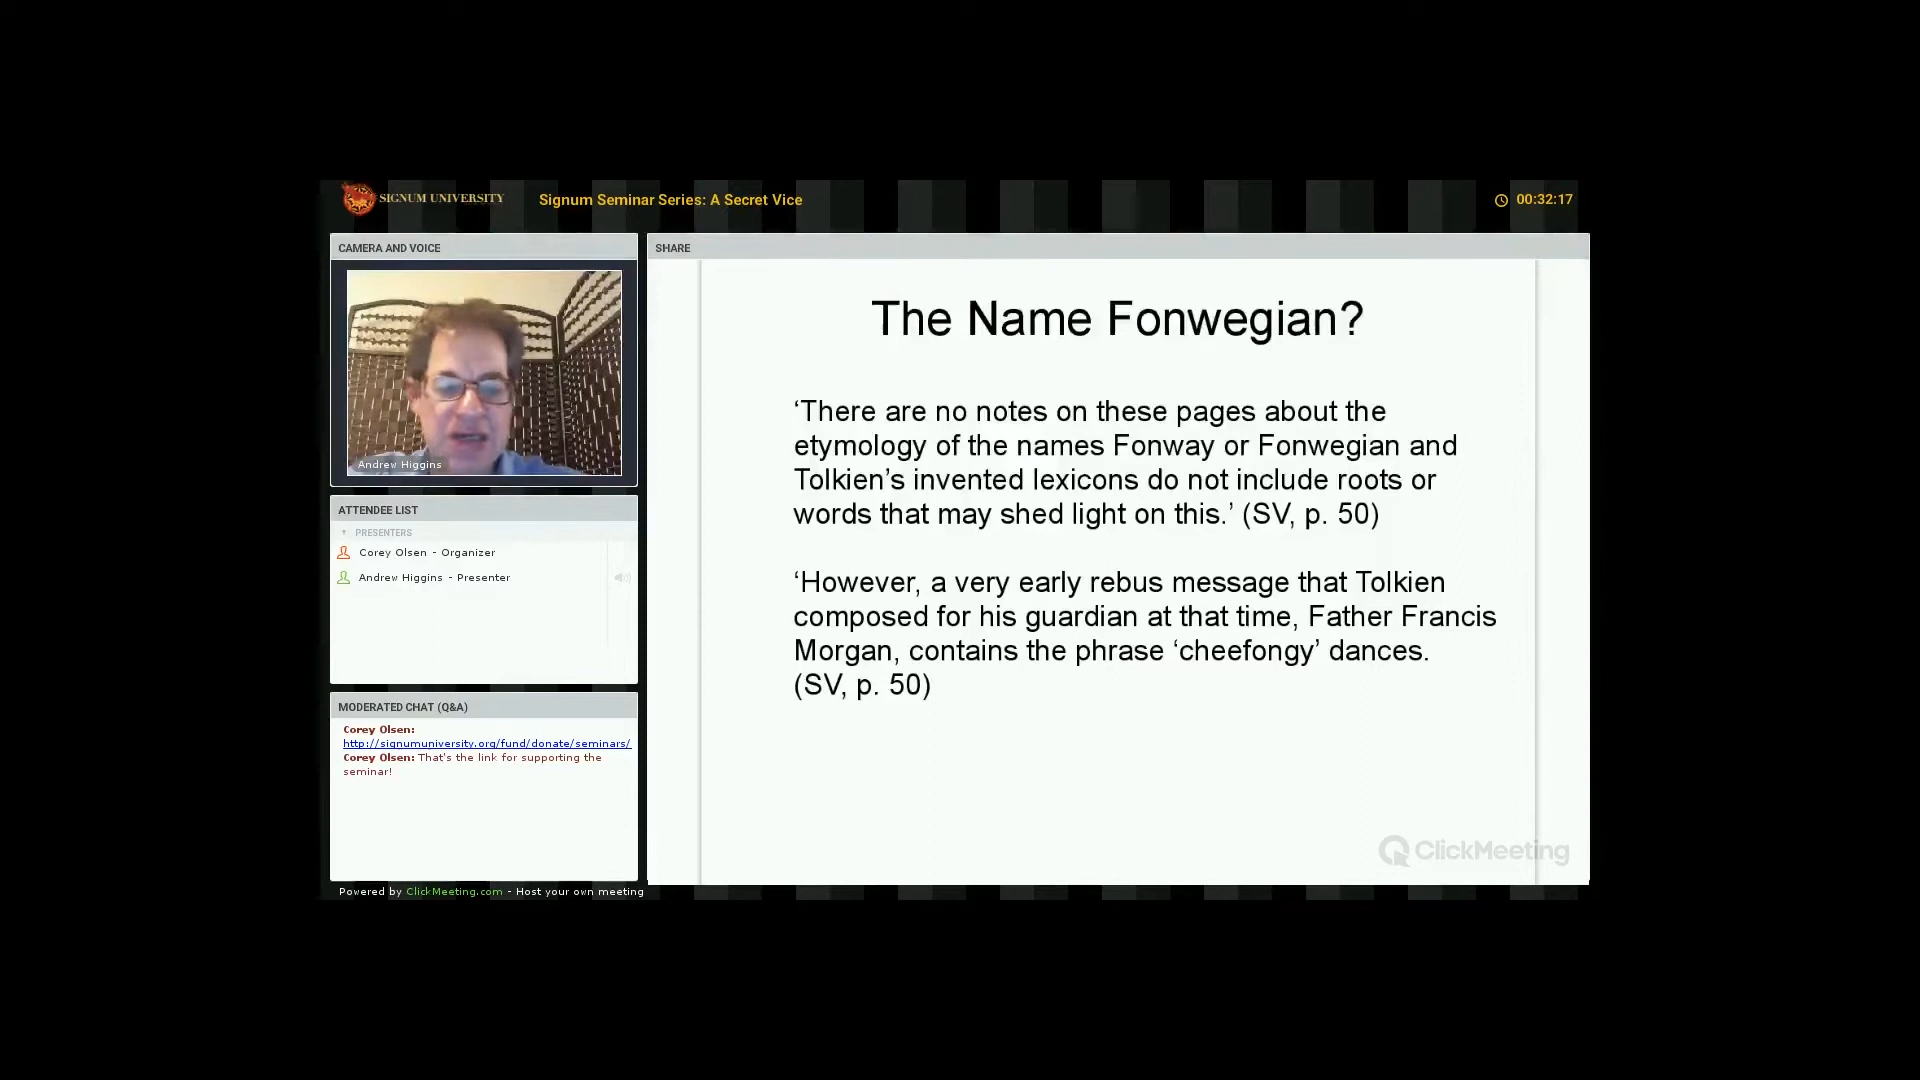 SIGNUM UNIVERSITY
Signum Seminar Series: A Secret Vice
00:32:17
CAMERA AND VOICE
Andrew Higgins
ATTENDEE LIST
PRESENTERS
Corey Olsen - Organizer
Andrew Higgins - Presenter
MODERATED CHAT (Q&A)
Corey Olsen:
http://signumuniversity.org/fund/donate/seminars/
Corey Olsen: That's the link for supporting the
seminar!
Powered by ClickMeeting.com - Host your own meeting
SHARE
The Name Fonwegian?
‘There are no notes on these pages about the
etymology of the names Fonway or Fonwegian and
Tolkien’s invented lexicons do not include roots or
words that may shed light on this.’ (SV, p. 50)
‘However, a very early rebus message that Tolkien
composed for his guardian at that time, Father Francis
Morgan, contains the phrase ‘cheefongy’ dances.
(SV, p. 50)
ClickMeeting